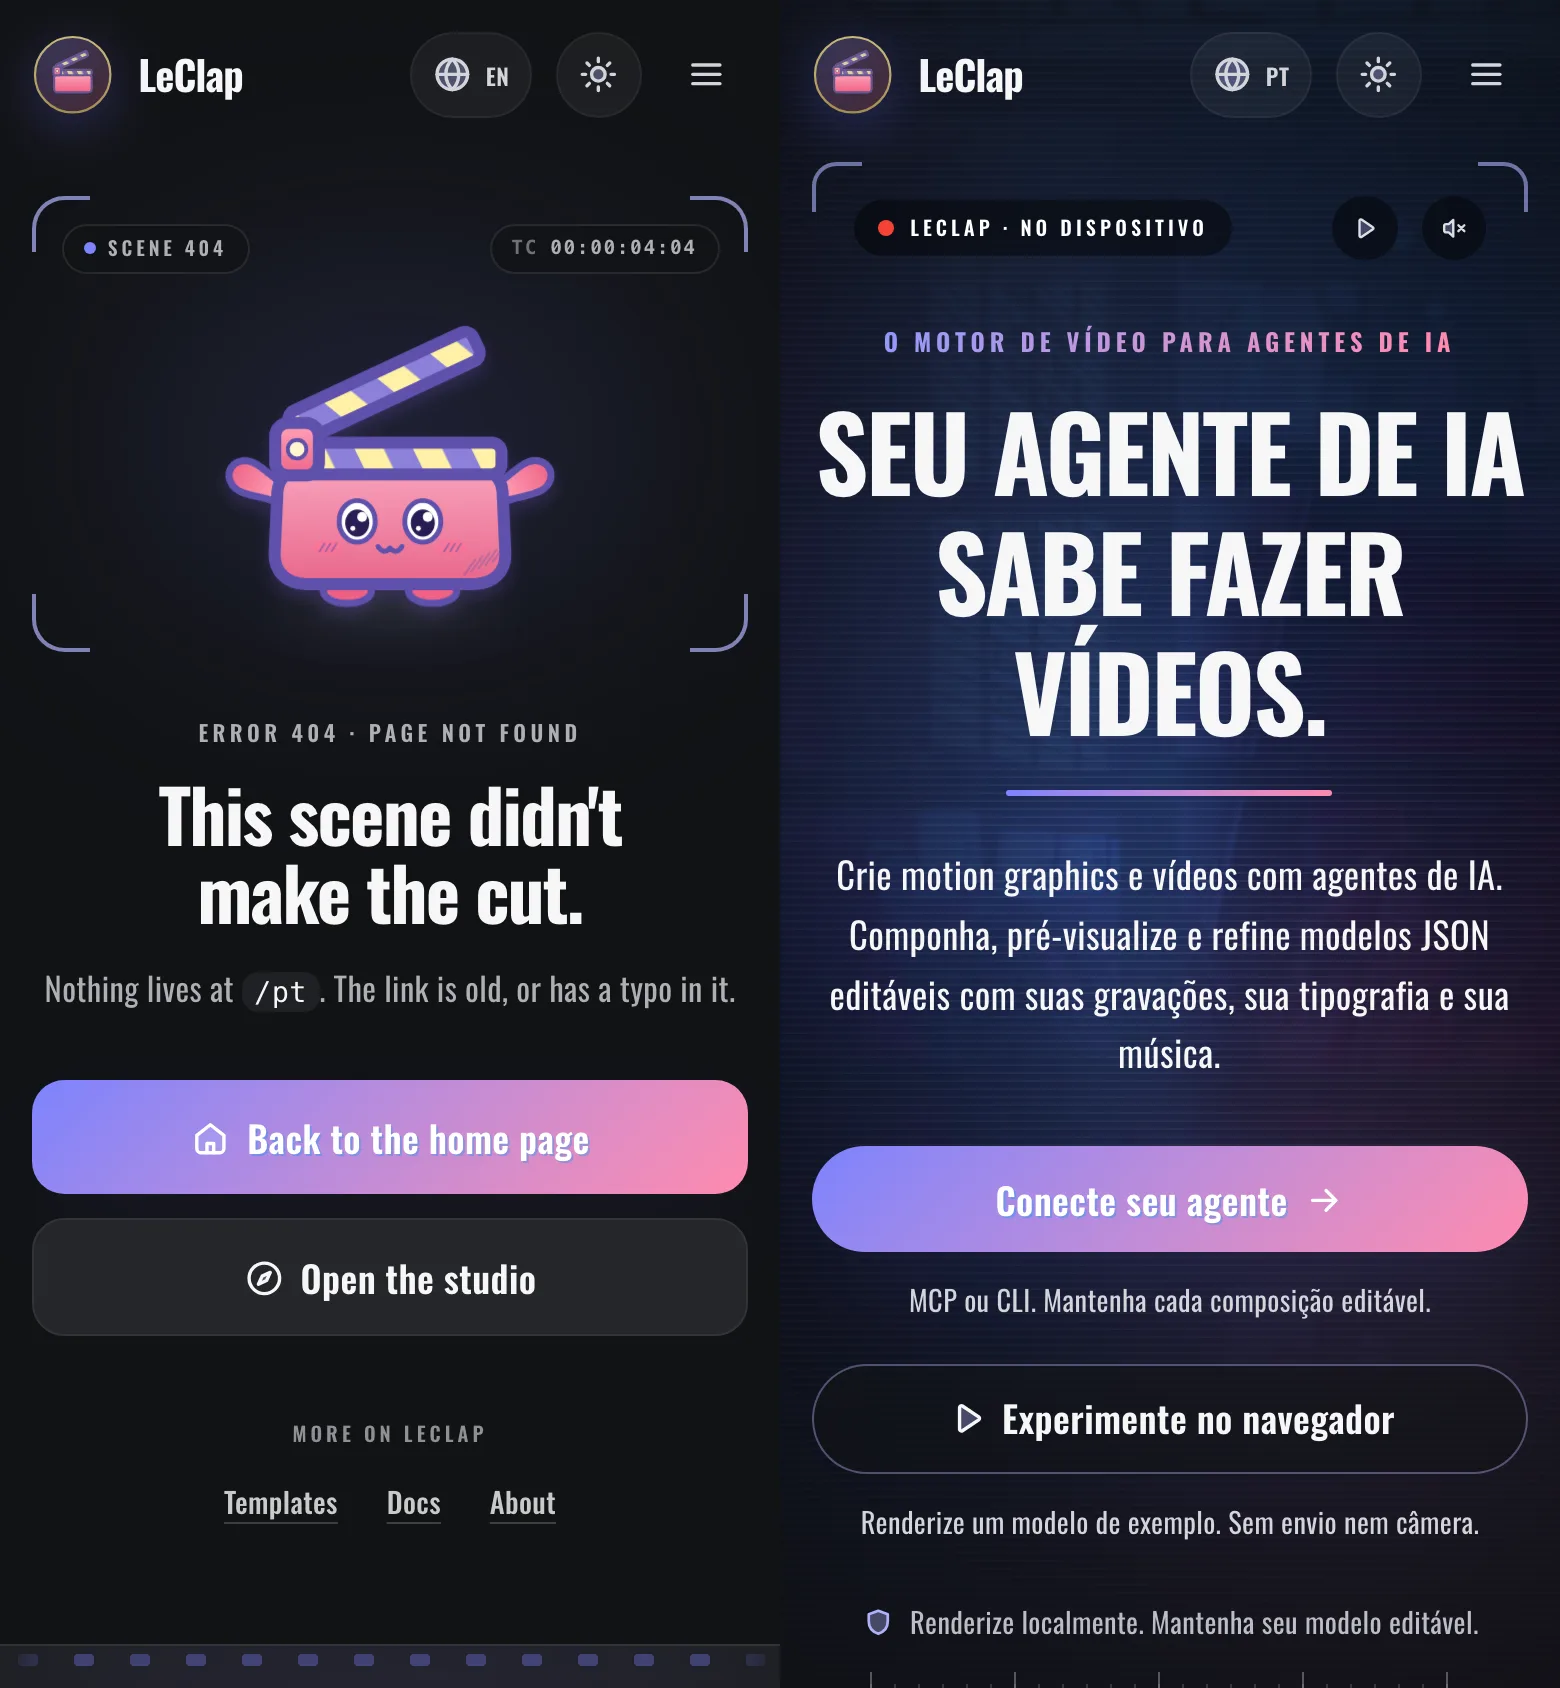 LeClap
EN
SCENE 404
TC 00:00:04:04
ERROR 404 · PAGE NOT FOUND
This scene didn't
make the cut.
Nothing lives at /pt. The link is old, or has a typo in it.
Back to the home page
Open the studio
MORE ON LECLAP
Templates Docs About
LeClap
PT
LECLAP · NO DISPOSITIVO
O MOTOR DE VÍDEO PARA AGENTES DE IA
SEU AGENTE DE IA
SABE FAZER
VÍDEOS.
Crie motion graphics e vídeos com agentes de IA.
Componha, pré-visualize e refine modelos JSON
editáveis com suas gravações, sua tipografia e sua
música.
Conecte seu agente
MCP ou CLI. Mantenha cada composição editável.
Experimente no navegador
Renderize um modelo de exemplo. Sem envio nem câmera.
Renderize localmente. Mantenha seu modelo editável.